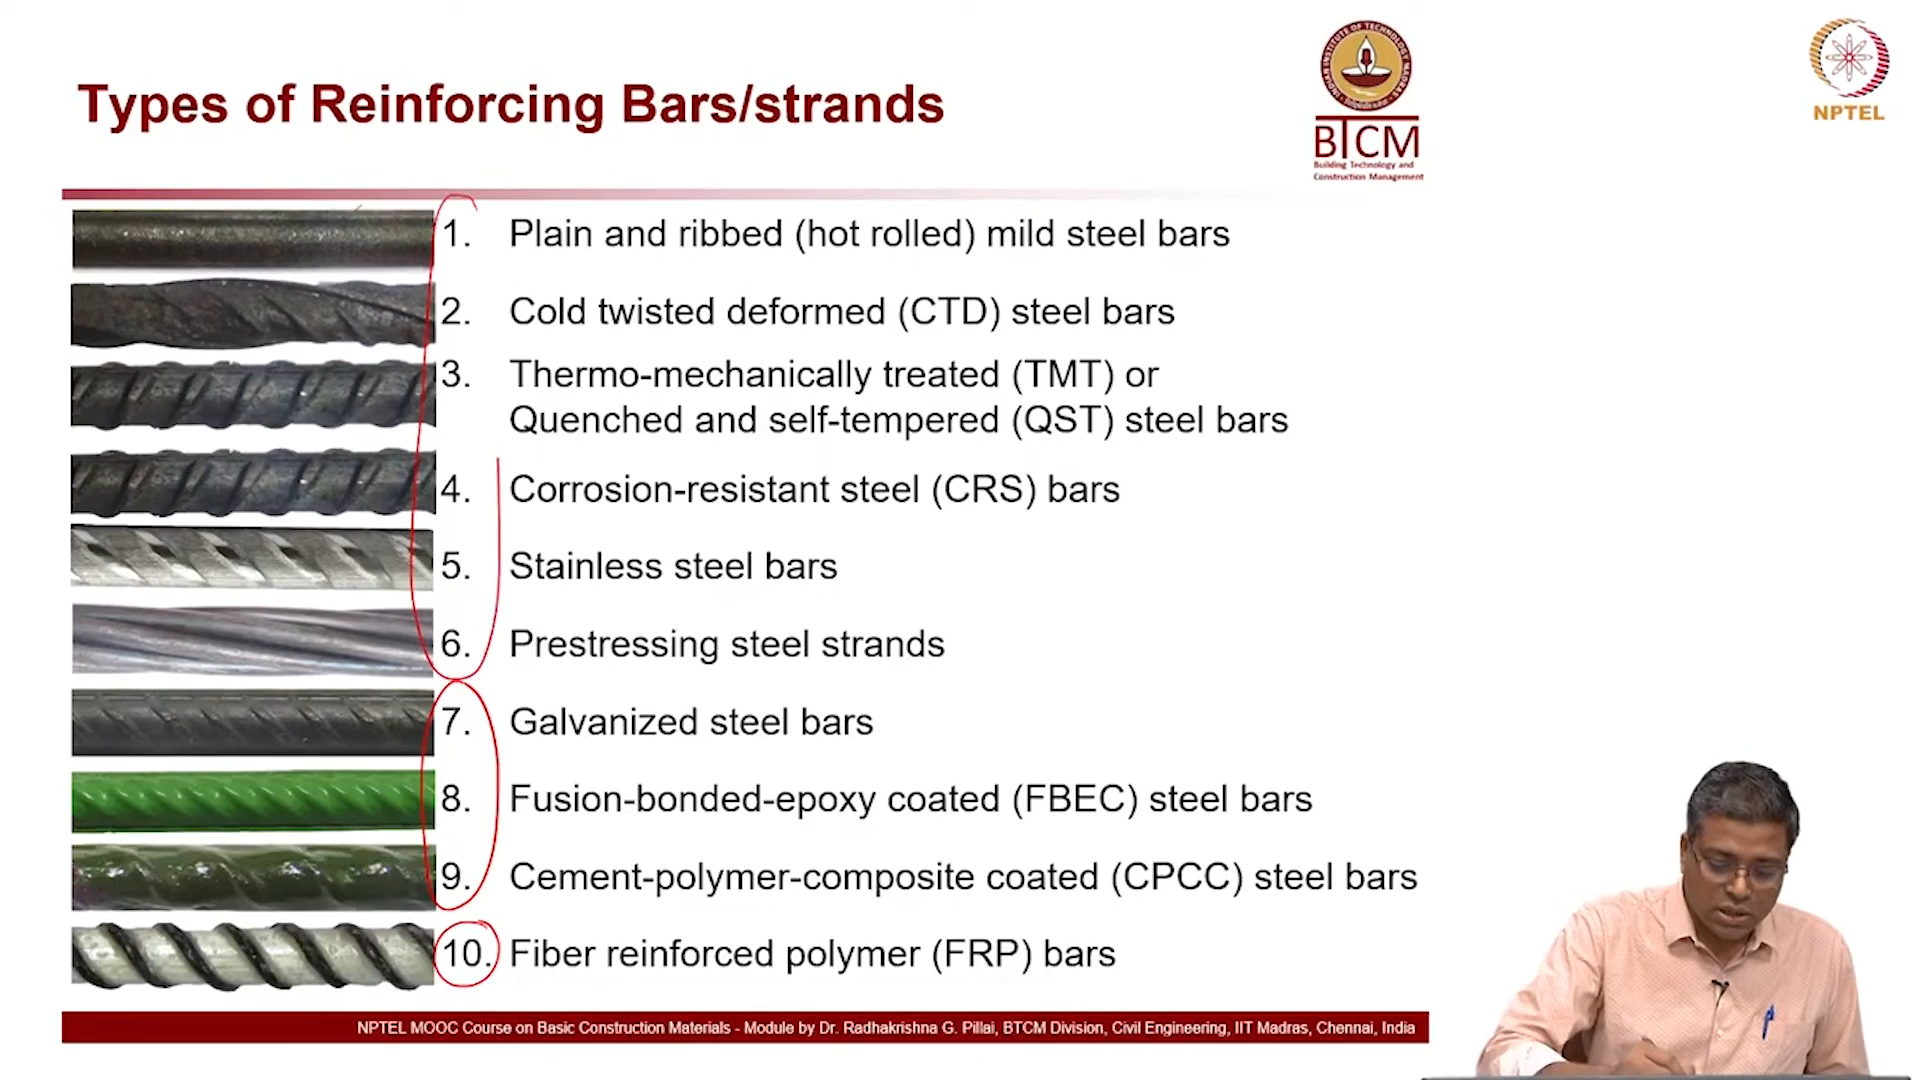 Types of Reinforcing Bars/strands
INDIAN INSTITUTE OF TECHNOLOGY MADRAS
BTCM
Building Technology and
Construction Management
NPTEL
1. Plain and ribbed (hot rolled) mild steel bars
2. Cold twisted deformed (CTD) steel bars
3. Thermo-mechanically treated (TMT) or
Quenched and self-tempered (QST) steel bars
4. Corrosion-resistant steel (CRS) bars
5. Stainless steel bars
6. Prestressing steel strands
7. Galvanized steel bars
8. Fusion-bonded-epoxy coated (FBEC) steel bars
9. Cement-polymer-composite coated (CPCC) steel bars
10. Fiber reinforced polymer (FRP) bars
NPTEL MOOC Course on Basic Construction Materials - Module by Dr. Radhakrishna G. Pillai, BTCM Division, Civil Engineering, IIT Madras, Chennai, India